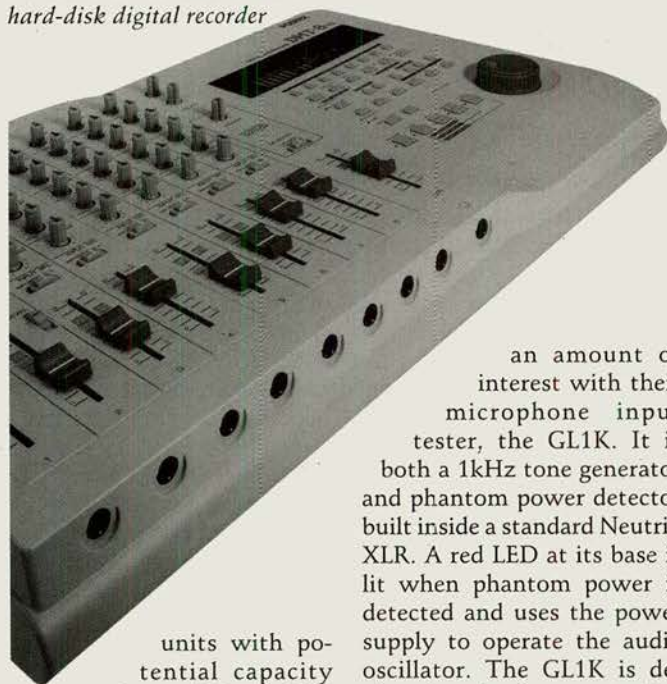 hard-disk digital recorder
DMT-8
units with po-
tential capacity
an amount o
interest with thei
microphone inpu
tester, the GL1K. It i
both a 1kHz tone generato
and phantom power detecto
built inside a standard Neutri
XLR. A red LED at its base i
lit when phantom power i
detected and uses the powe
supply to operate the audi
oscillator. The GL1K is de